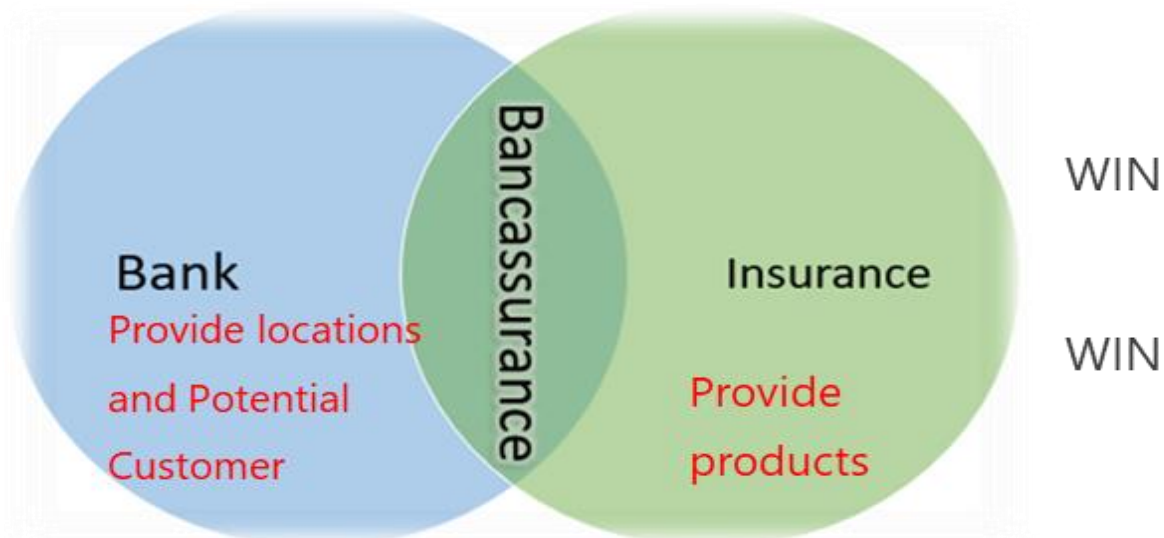 Bank
Provide locations
and Potential
Customer
Bancassurance
Insurance
Provide
products
WIN
WIN